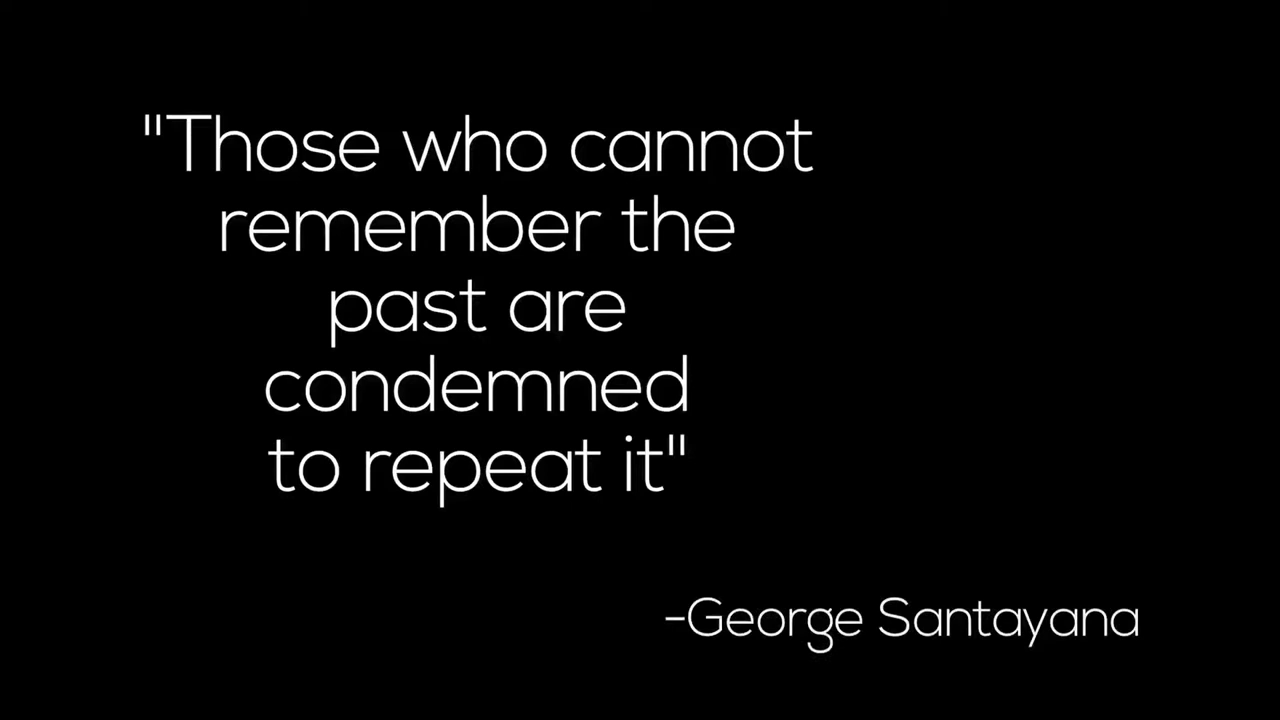 "Those who cannot
remember the
past are
condemned
to repeat it"
-George Santayana